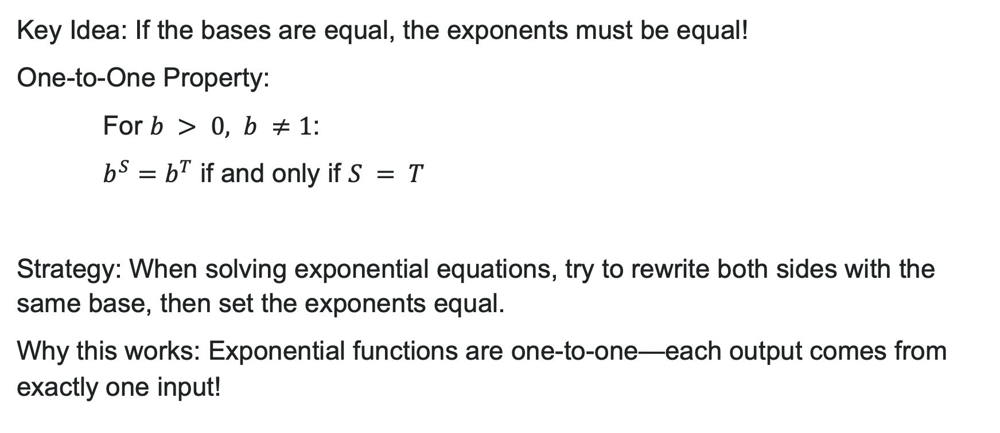 Key Idea: If the bases are equal, the exponents must be equal!
One-to-One Property:
For b > 0, b ≠ 1:
b^S = b^T if and only if S = T
Strategy: When solving exponential equations, try to rewrite both sides with the
same base, then set the exponents equal.
Why this works: Exponential functions are one-to-one—each output comes from
exactly one input!